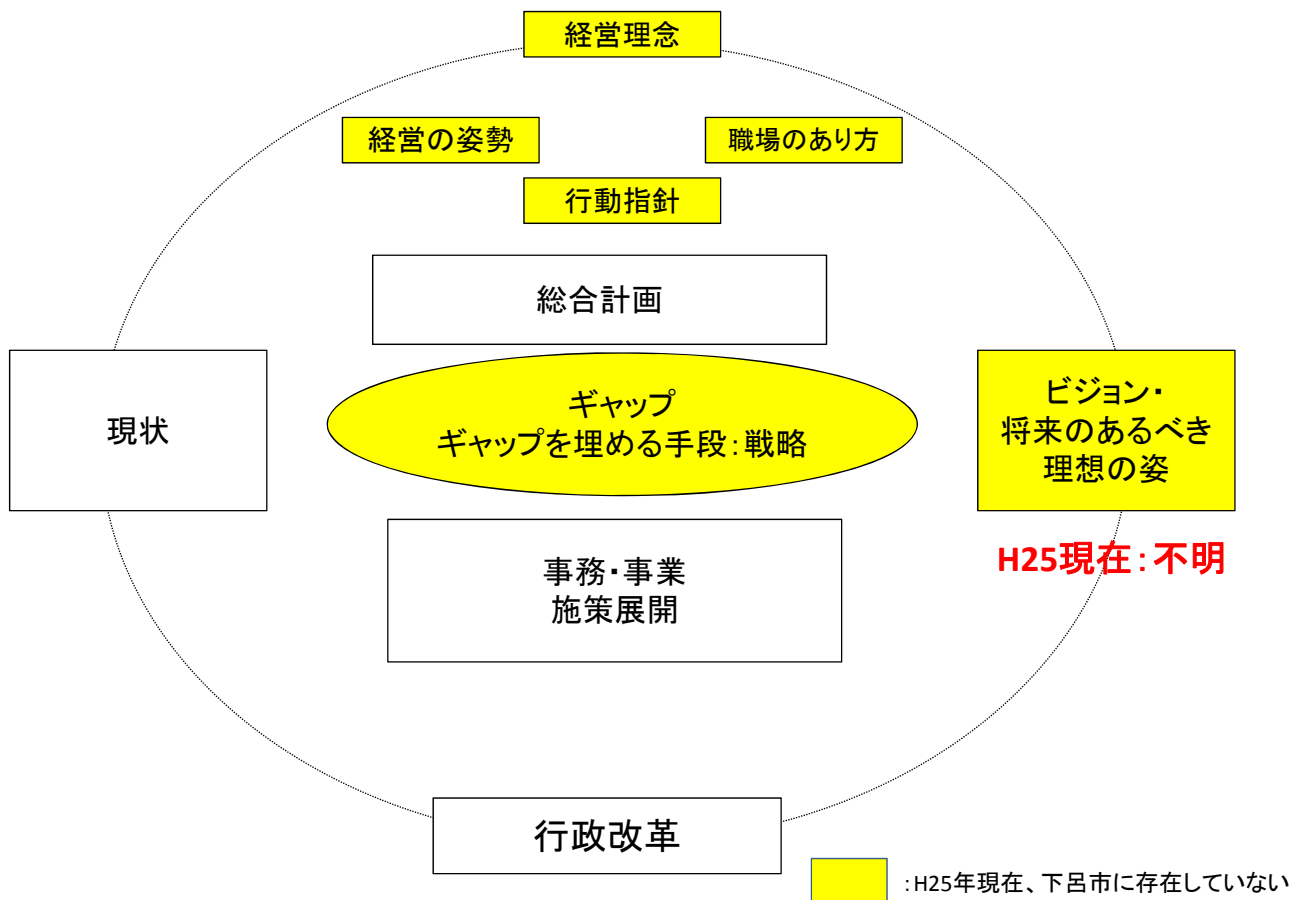 経営理念
経営の姿勢
職場のあり方
行動指針
総合計画
現状
ギャップ
ギャップを埋める手段：戦略
ビジョン・
将来のあるべき
理想の姿
H25現在：不明
事務・事業
施策展開
行政改革
：H25年現在、下呂市に存在していない